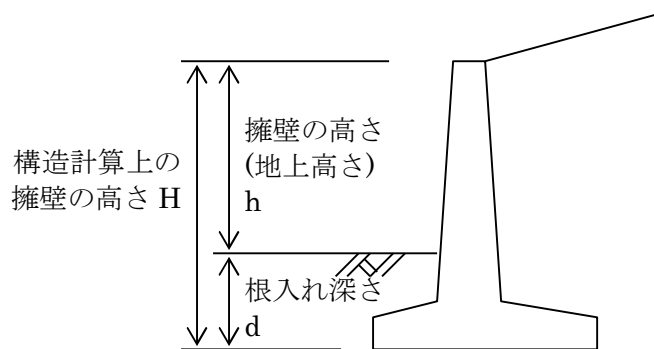 構造計算上の
擁壁の高さ H
擁壁の高さ
(地上高さ)
h
根入れ深さ
d